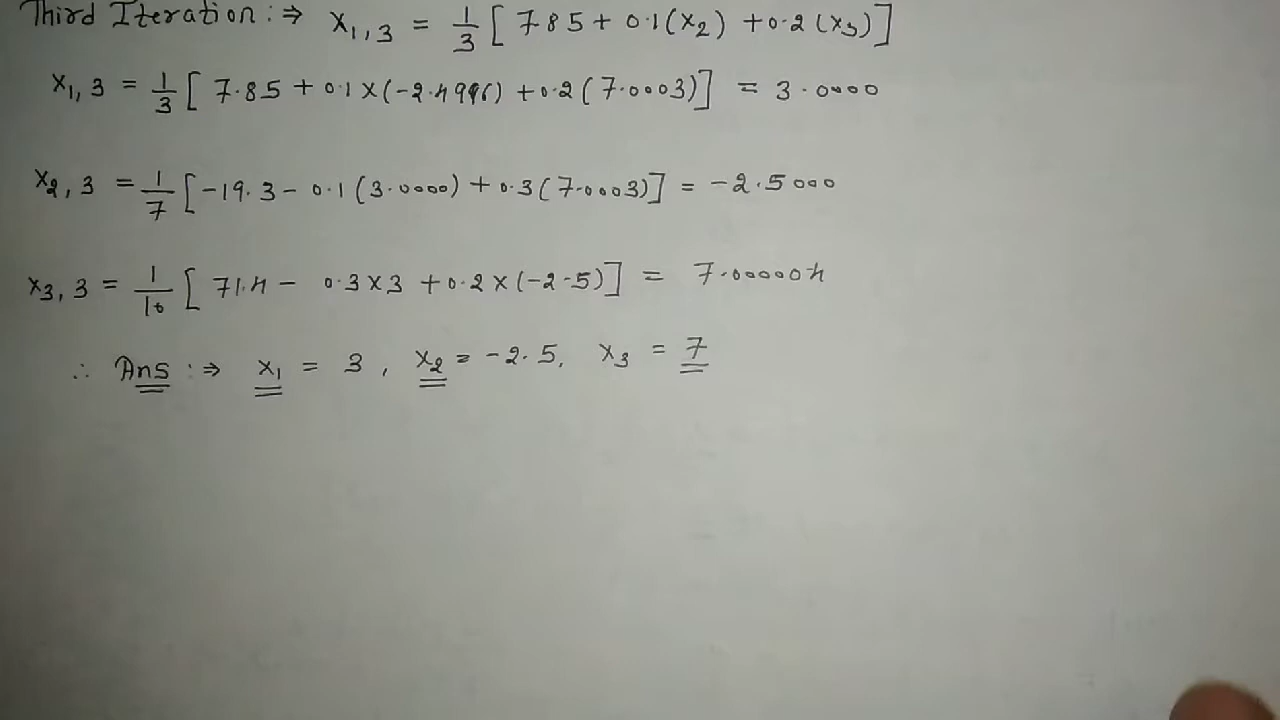 Third Iteration :⇒ X1,3 = 1/3 [ 785 + 0.1(X2) + 0.2(X3)]
X1,3 = 1/3 [ 7.85 + 0.1 X (-2.4996) + 0.2(7.0003)] = 3.0000
X2,3 = 1/7 [-19.3 - 0.1(3.0000) + 0.3(7.0003)] = -2.5000
X3,3 = 1/10 [ 71.4 - 0.3 X 3 + 0.2 X (-2.5)] = 7.000004
∴ Ans :⇒ X1 = 3, X2 = -2.5, X3 = 7